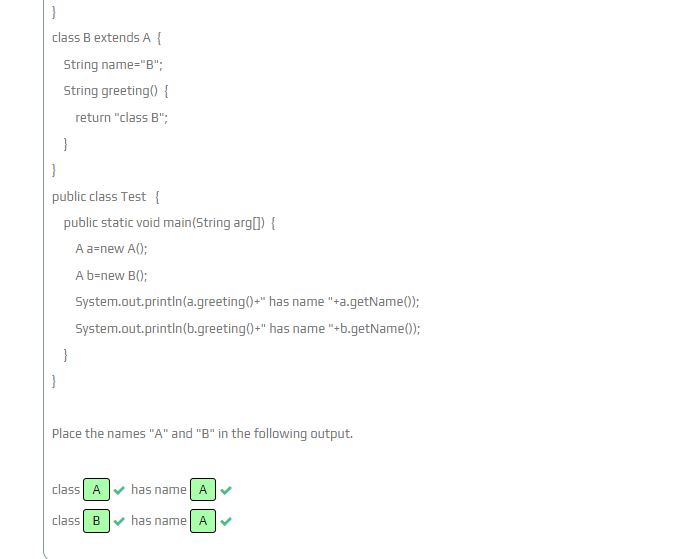 }
class B extends A {
String name="B";
String greeting() {
return "class B";
}
}
public class Test {
public static void main(String arg[]) {
A a=new A();
A b=new B();
System.out.println(a.greeting()+" has name "+a.getName());
System.out.println(b.greeting()+" has name "+b.getName());
}
}
Place the names "A" and "B" in the following output.
class A ✔ has name A ✔
class B ✔ has name A ✔